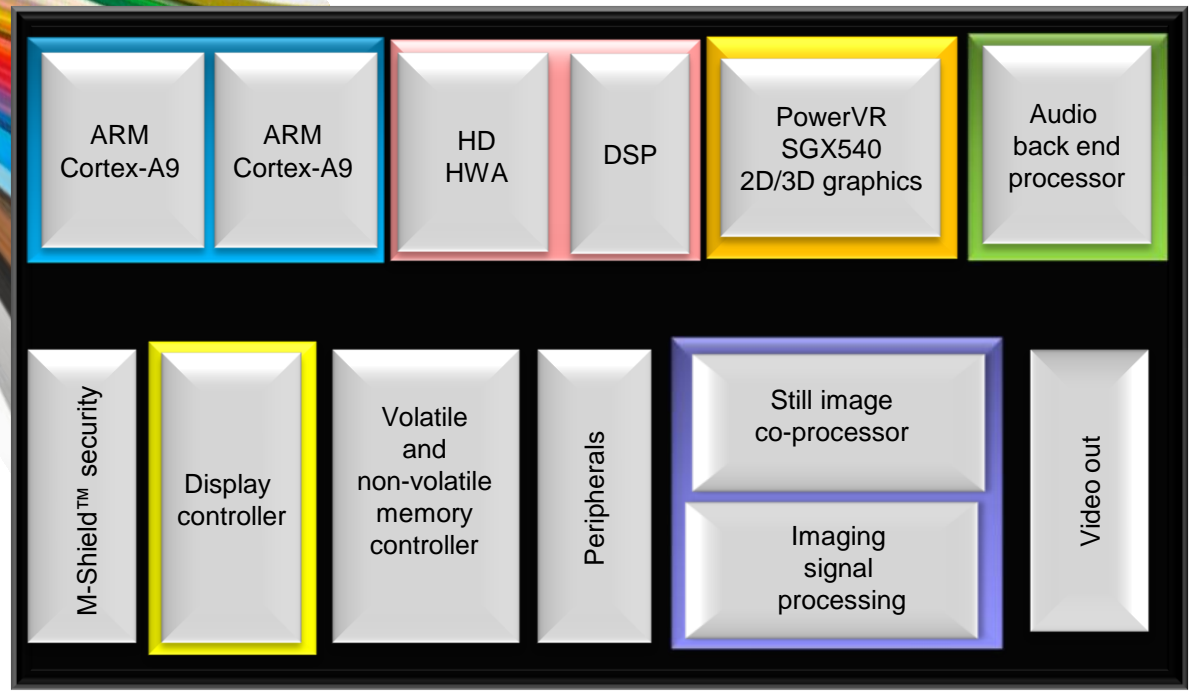 ARM
Cortex-A9
ARM
Cortex-A9
HD
HWA
DSP
PowerVR
SGX540
2D/3D graphics
Audio
back end
processor
M-Shield™ security
Display
controller
Volatile
and
non-volatile
memory
controller
Peripherals
Still image
co-processor
Imaging
signal
processing
Video out